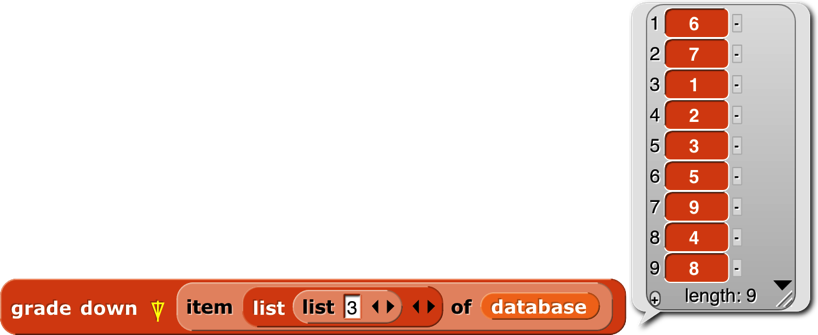 1 6 -
2 7 -
3 1 -
4 2 -
5 3 -
6 5 -
7 9 -
8 4 -
9 8 -
+ length: 9
grade down ⍒ item list list 3 of database